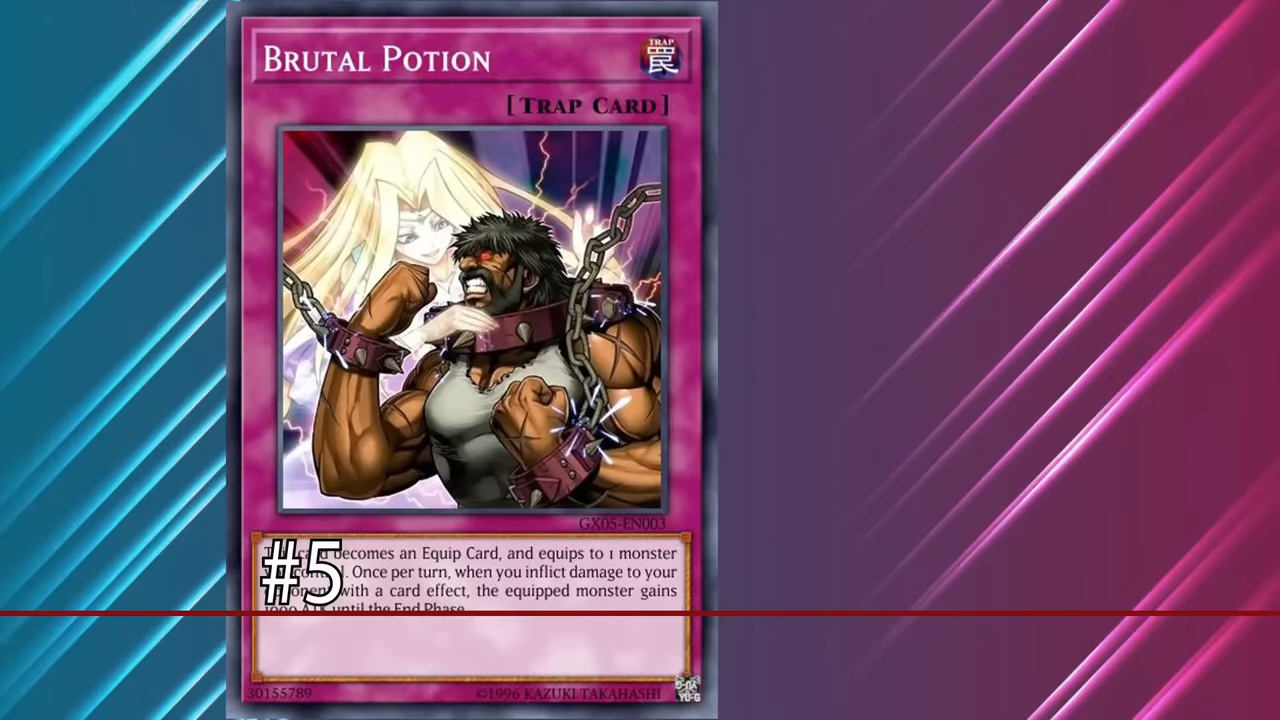 BRUTAL POTION
TRAP
罠
[TRAP CARD]
GX05-EN003
becomes an Equip Card, and equips to 1 monster
Once per turn, when you inflict damage to your
with a card effect, the equipped monster gains
until the End Phase
#5
30155789
©1996 KAZUKI TAKAHASHI